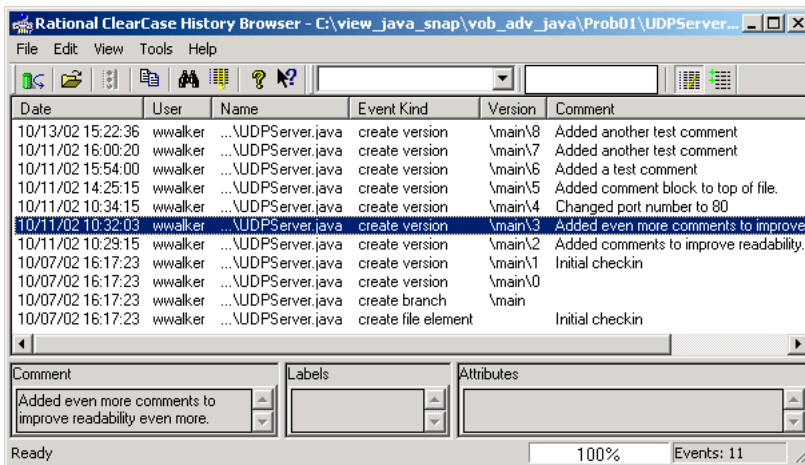 Rational ClearCase History Browser - C:\view_java_snap\vob_adv_java\Prob01\UDPServer...
File Edit View Tools Help
Date User Name Event Kind Version Comment
10/13/02 15:22:36 wwalker ...\UDPServer.java create version \main\8 Added another test comment
10/11/02 16:00:20 wwalker ...\UDPServer.java create version \main\7 Added another test comment
10/11/02 15:54:00 wwalker ...\UDPServer.java create version \main\6 Added a test comment
10/11/02 14:25:15 wwalker ...\UDPServer.java create version \main\5 Added comment block to top of file.
10/11/02 10:34:15 wwalker ...\UDPServer.java create version \main\4 Changed port number to 80
10/11/02 10:32:03 wwalker ...\UDPServer.java create version \main\3 Added even more comments to improve
10/11/02 10:29:15 wwalker ...\UDPServer.java create version \main\2 Added comments to improve readability.
10/07/02 16:17:23 wwalker ...\UDPServer.java create version \main\1 Initial checkin
10/07/02 16:17:23 wwalker ...\UDPServer.java create version \main\0
10/07/02 16:17:23 wwalker ...\UDPServer.java create branch \main
10/07/02 16:17:23 wwalker ...\UDPServer.java create file element Initial checkin
Comment Labels Attributes
Added even more comments to
improve readability even more.
Ready 100% Events: 11